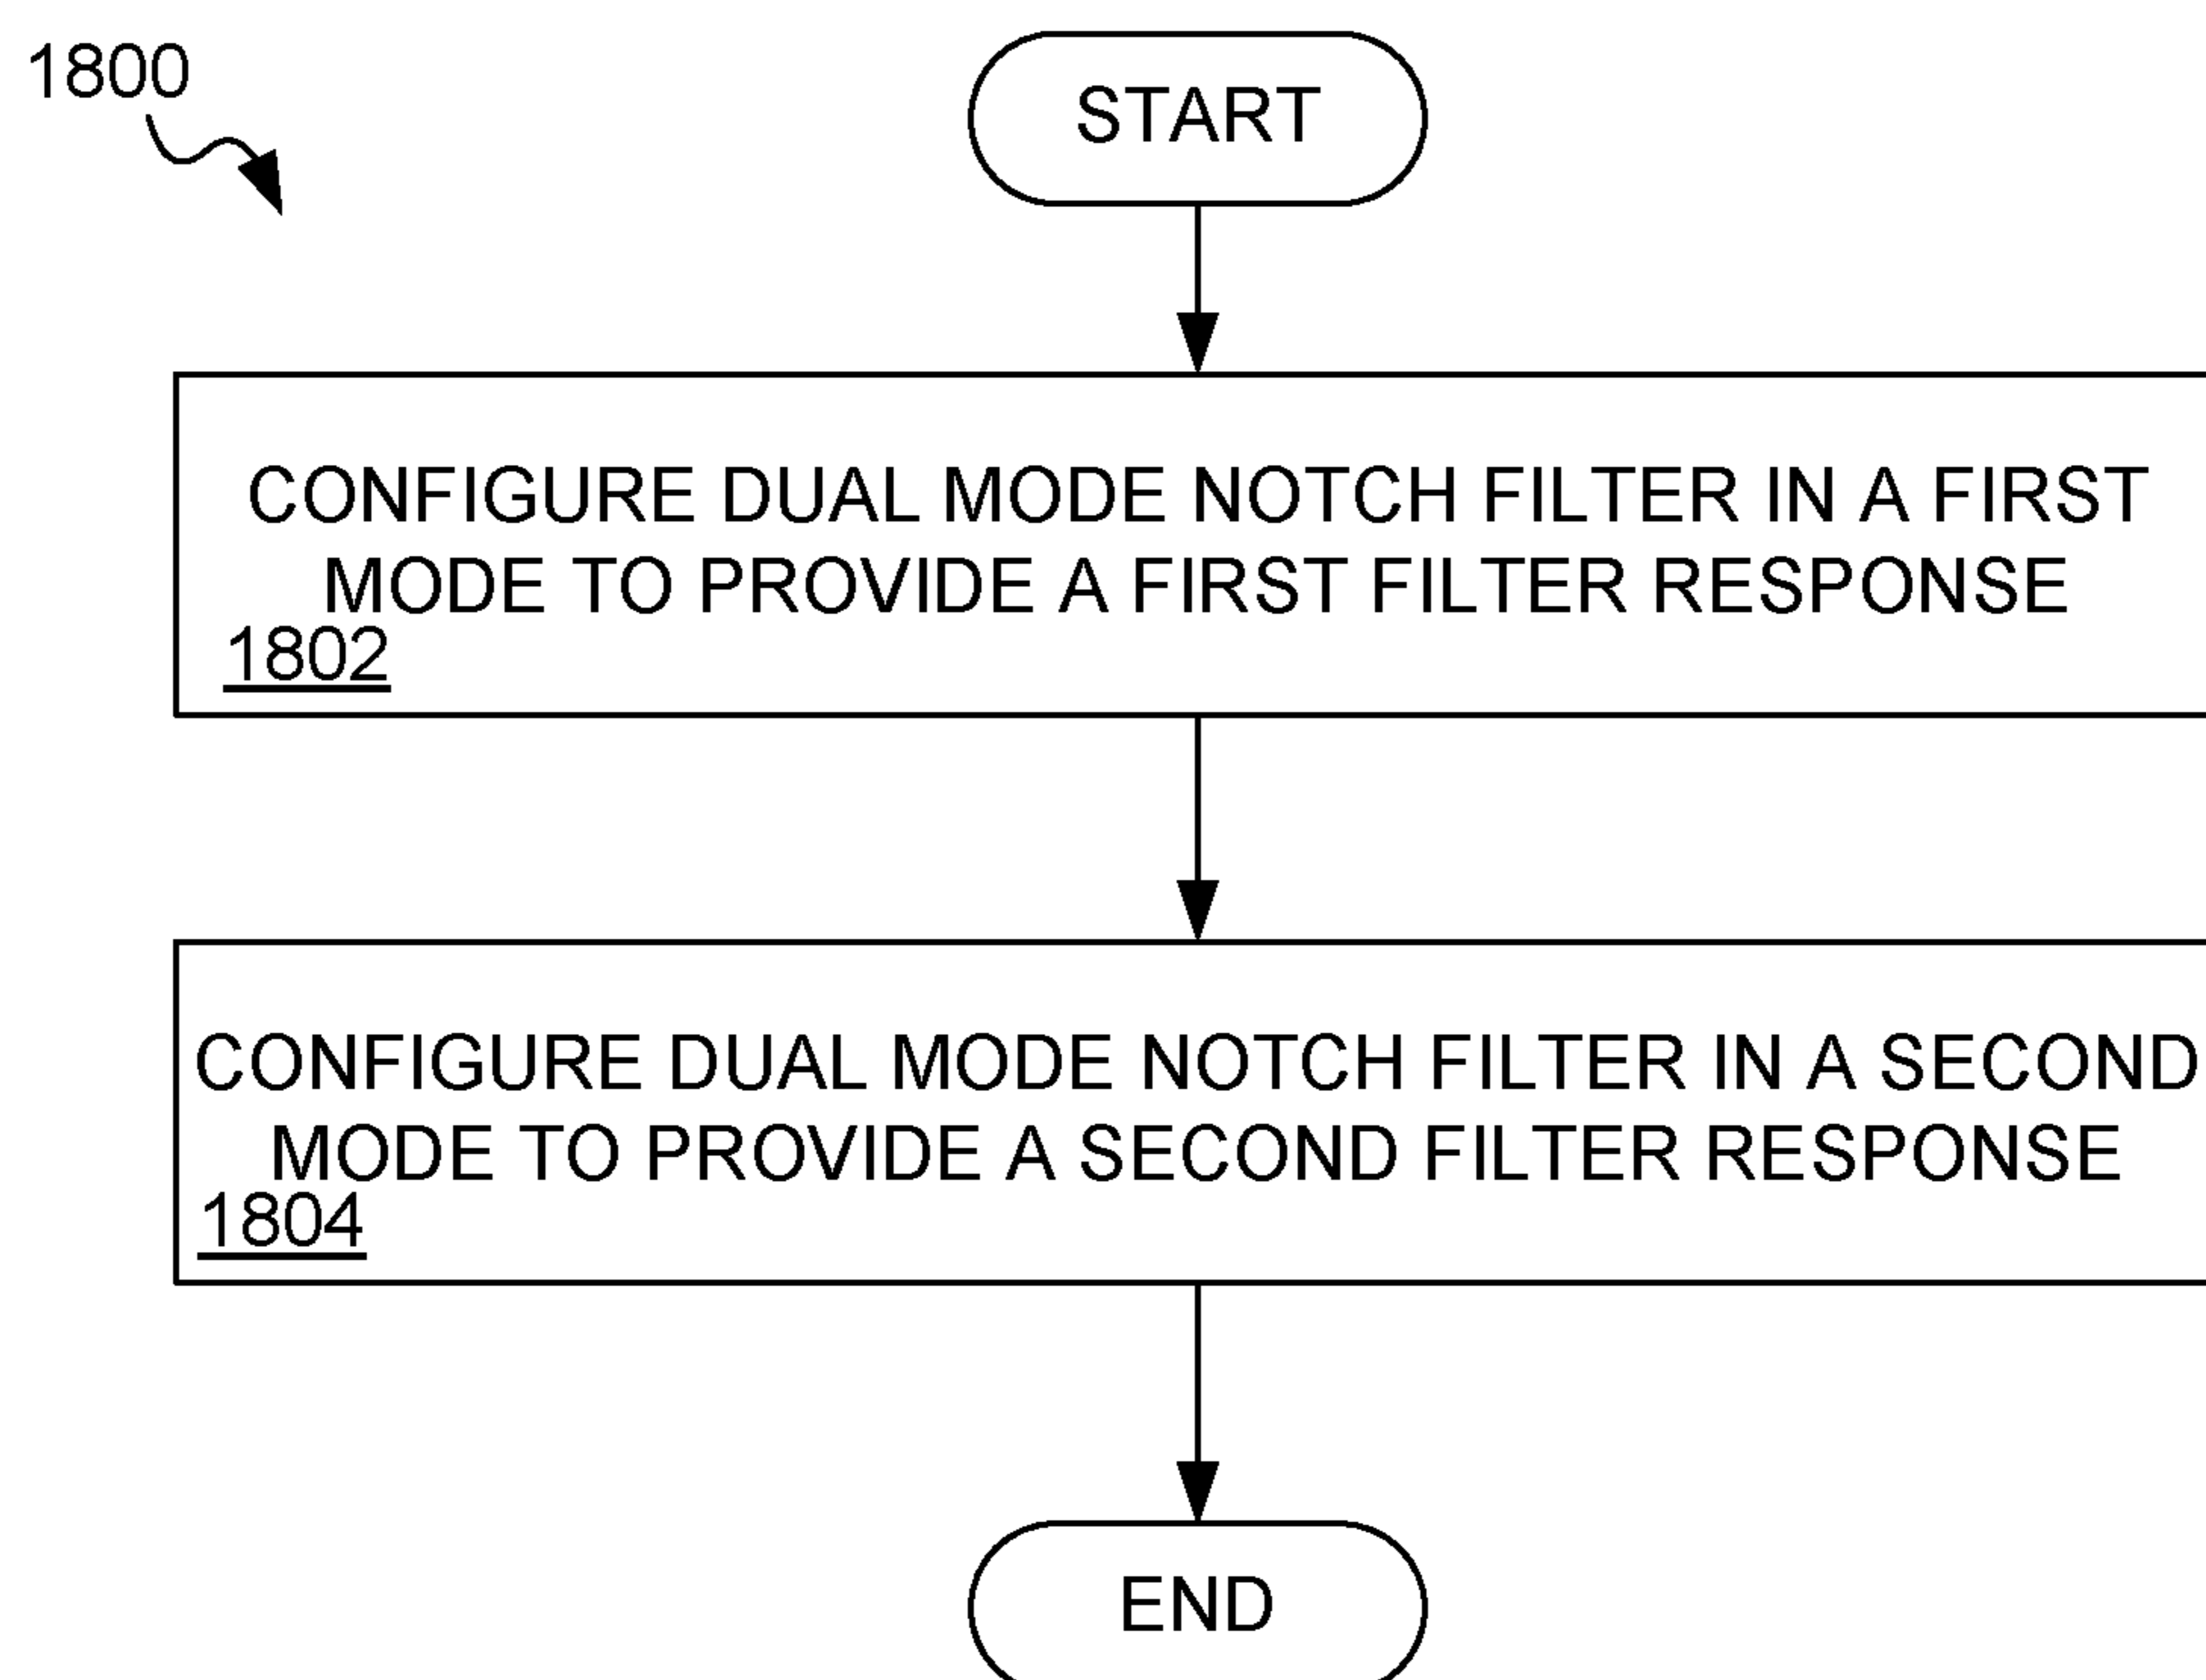 1800
START
CONFIGURE DUAL MODE NOTCH FILTER IN A FIRST
MODE TO PROVIDE A FIRST FILTER RESPONSE
1802
CONFIGURE DUAL MODE NOTCH FILTER IN A SECOND
MODE TO PROVIDE A SECOND FILTER RESPONSE
1804
END